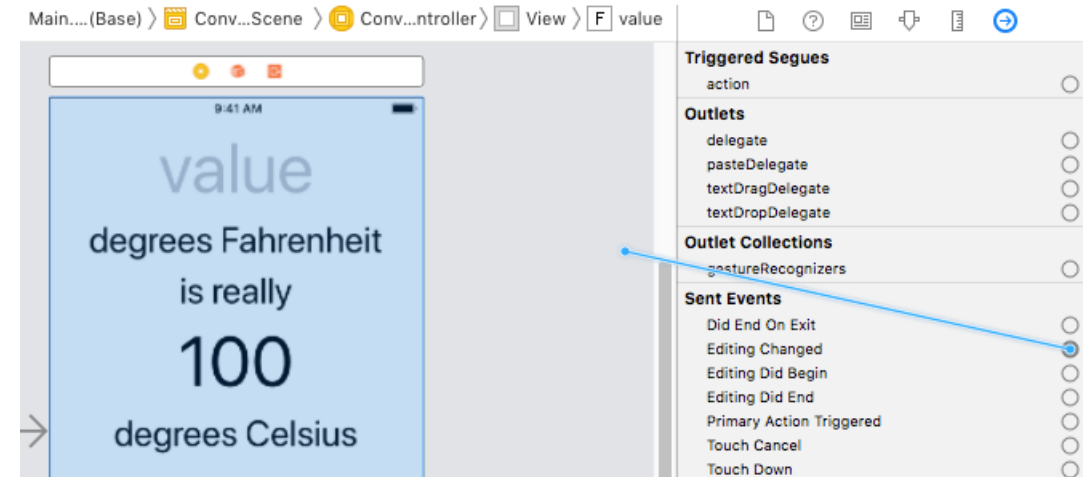 Main....(Base) 〉 Conv...Scene 〉 Conv...ntroller 〉 View 〉 F value
9:41 AM
value
degrees Fahrenheit
is really
100
degrees Celsius
Triggered Segues
action
Outlets
delegate
pasteDelegate
textDragDelegate
textDropDelegate
Outlet Collections
gestureRecognizers
Sent Events
Did End On Exit
Editing Changed
Editing Did Begin
Editing Did End
Primary Action Triggered
Touch Cancel
Touch Down